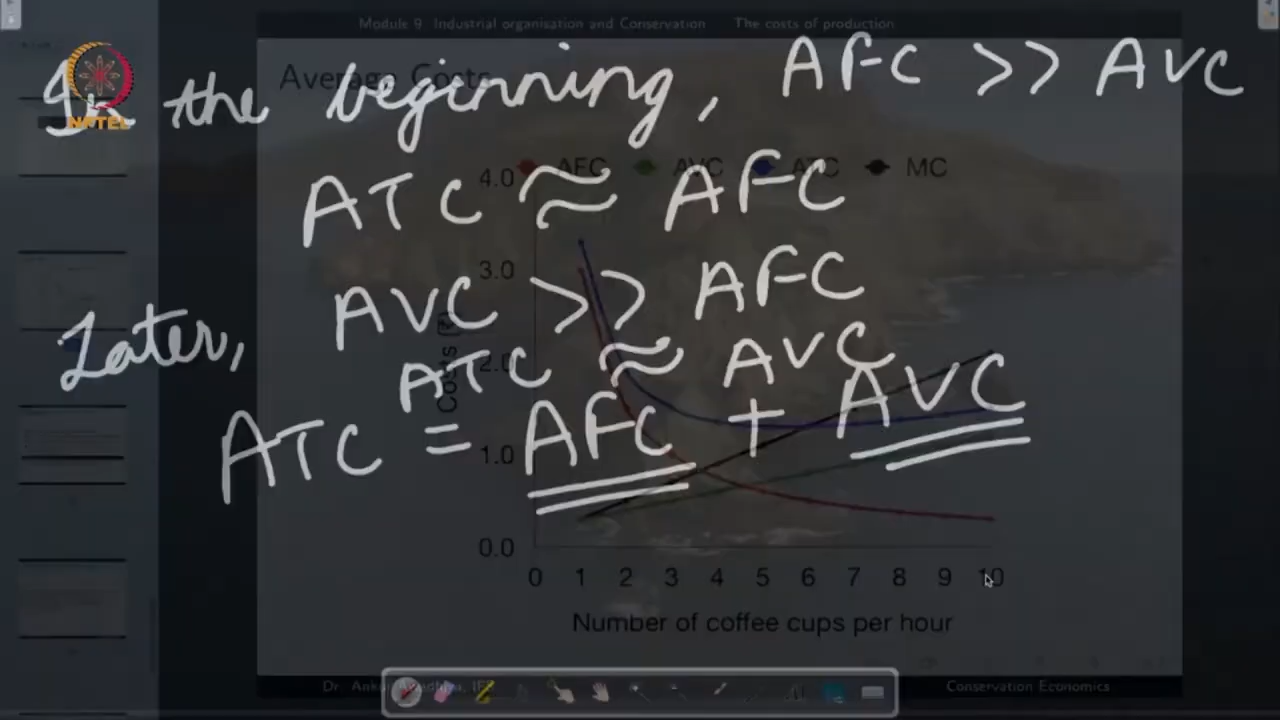 Module 9 Industrial organisation and Conservation The costs of production
Average Costs
In the beginning, AFC >> AVC
NPTEL
AFC AVC ATC MC
ATC ≈ AFC
AVC >> AFC
Later,
ATC ≈ AVC
ATC = AFC + AVC
4.0
3.0
2.0
1.0
0.0
0 1 2 3 4 5 6 7 8 9 10
Number of coffee cups per hour
Conservation Economics